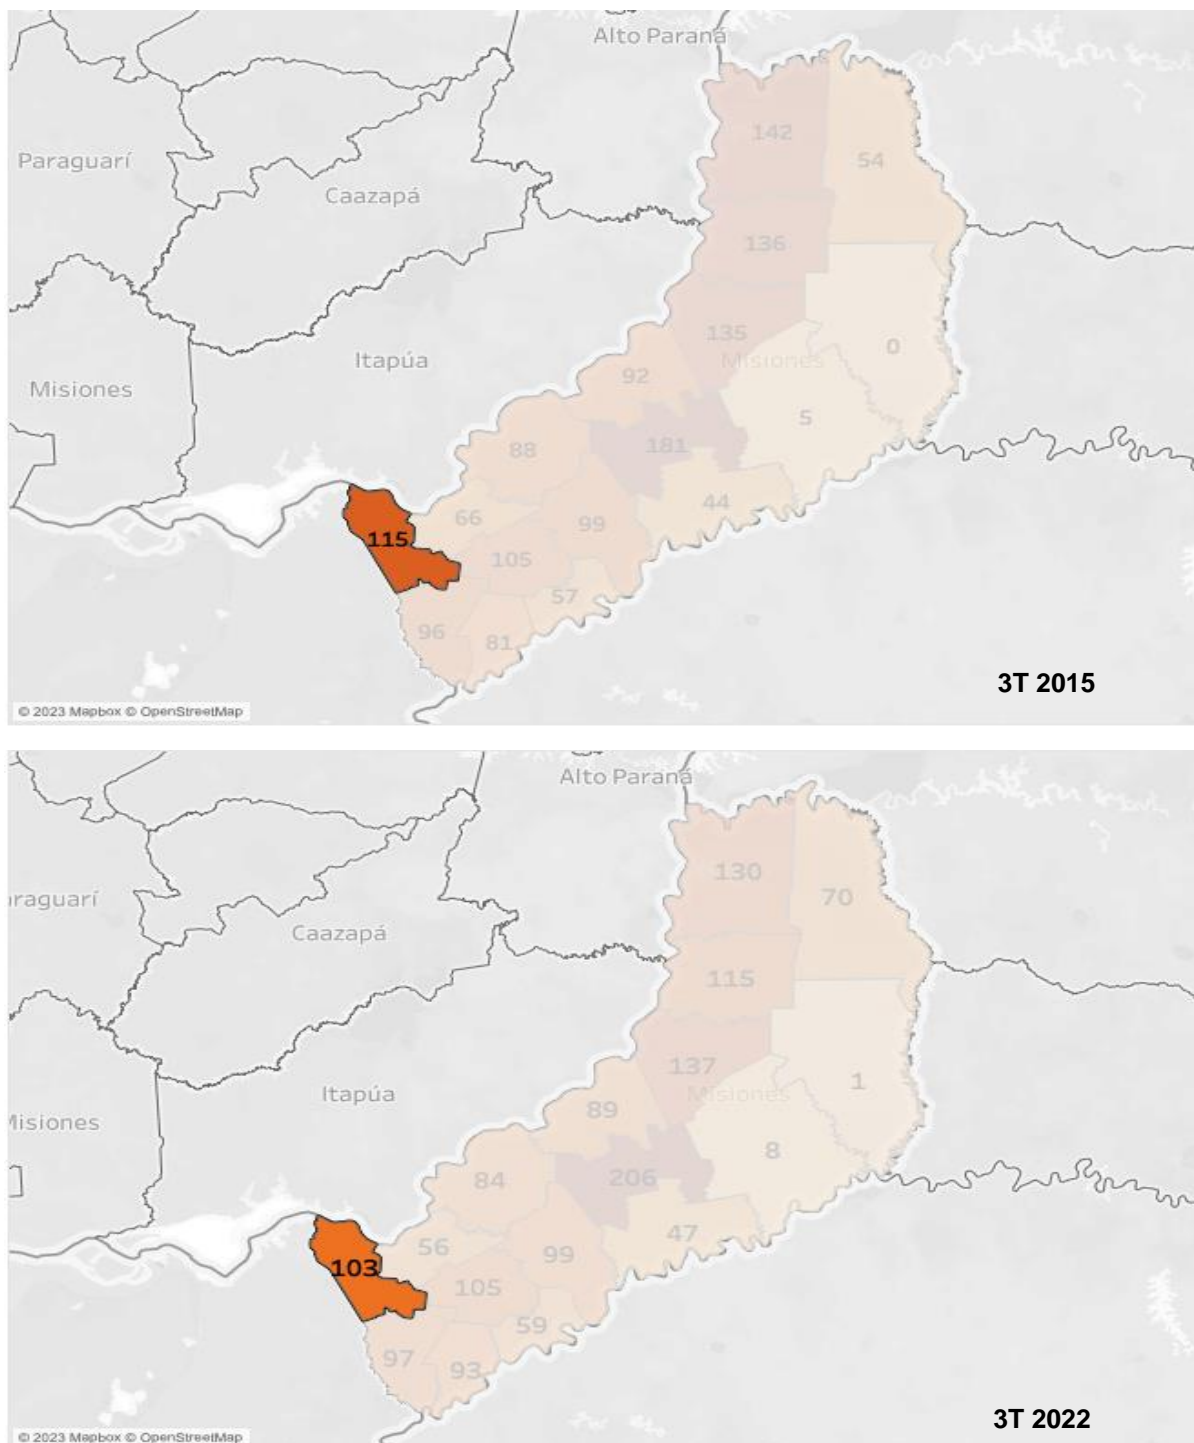 Alto Paraná
142
54
Paraguarí
Caazapá
136
135
0
Itapúa
Misiones
92
Misiones
5
88
181
44
66
99
115
105
57
96
81
3T 2015
© 2023 Mapbox © OpenStreetMap
Alto Paraná
130
70
raguarí
Caazapá
115
137
1
Itapúa
Misiones
89
Misiones
8
84
206
47
56
99
103
105
59
97
93
3T 2022
© 2023 Mapbox © OpenStreetMap